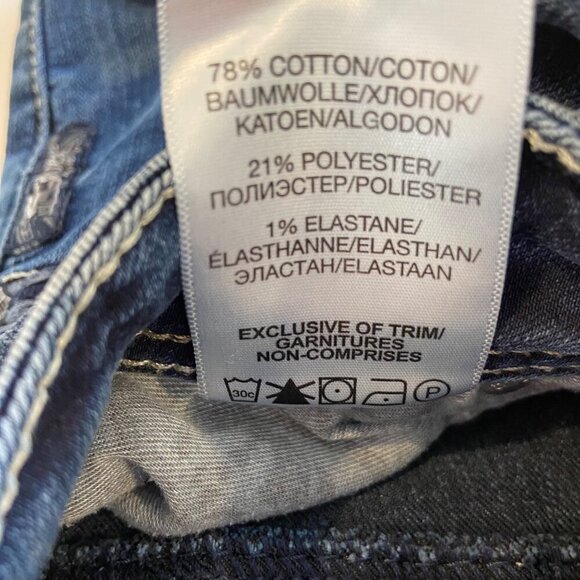 78% COTTON/COTON/
BAUMWOLLE/ХЛОПОК/
KATOEN/ALGODON
21% POLYESTER/
ПОЛИЭСТЕР/POLIESTER
1% ELASTANE/
ÉLASTHANNE/ELASTHAN/
ЭЛАСТАН/ELASTAAN
EXCLUSIVE OF TRIM/
GARNITURES
NON-COMPRISES
30c P